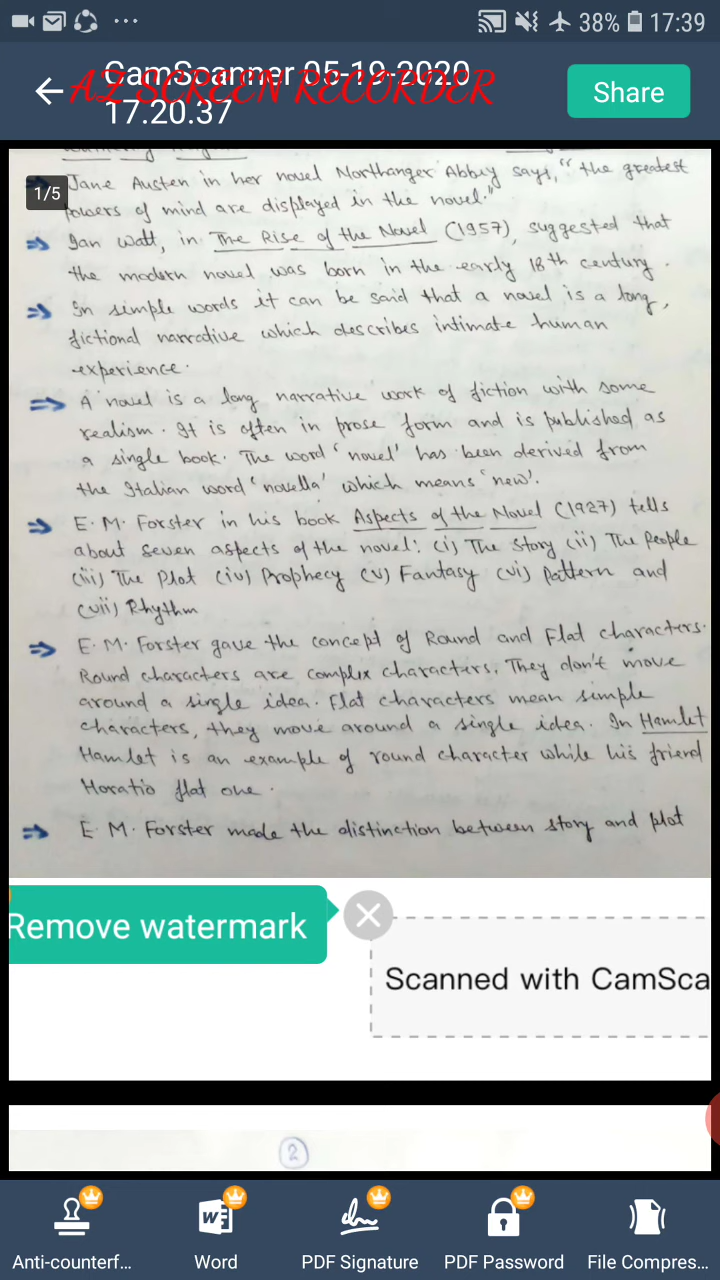 38% 17:39
CamScanner 05-19-2020
17.20.37
AZ SCREEN RECORDER
Share
1/5
Jane Austen in her novel Northanger Abbey says, "the greatest
powers of mind are displayed in the novel."
⇒ Ian Watt, in The Rise of the Novel (1957), suggested that
the modern novel was born in the early 18th century.
⇒ In simple words it can be said that a novel is a long,
fictional narrative which describes intimate human
experience.
⇒ A novel is a long narrative work of fiction with some
realism. It is often in prose form and is published as
a single book. The word 'novel' has been derived from
the Italian word 'novella' which means 'new'.
⇒ E. M. Forster in his book Aspects of the Novel (1927) tells
about seven aspects of the novel: (i) The Story (ii) The People
(iii) The Plot (iv) Prophecy (v) Fantasy (vi) Pattern and
(vii) Rhythm
⇒ E. M. Forster gave the concept of Round and Flat characters.
Round characters are complex characters. They don't move
around a single idea. Flat characters mean simple
characters, they move around a single idea. In Hamlet
Hamlet is an example of round character while his friend
Horatio flat one.
⇒ E. M. Forster made the distinction between story and plot
Remove watermark
Scanned with CamSca
2
Anti-counterf... Word PDF Signature PDF Password File Compres...